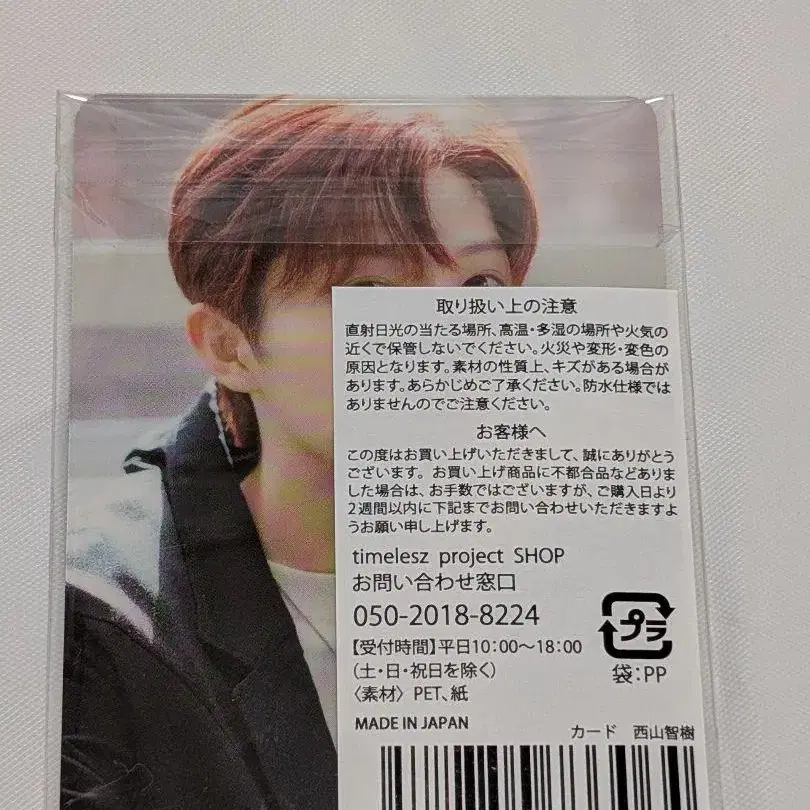 取り扱い上の注意
直射日光の当たる場所、高温・多湿の場所や火気の
近くで保管しないでください。火災や変形・変色の
原因となります。素材の性質上、キズがある場合が
あります。あらかじめご了承ください。防水仕様では
ありませんのでご注意ください。
お客様へ
この度はお買い上げいただきまして、誠にありがとう
ございます。お買い上げ商品に不都合品などありま
した場合は、お手数ではございますが、ご購入日より
2週間以内に下記までお問い合わせいただきますよ
うお願い申し上げます。
timelesz project SHOP
お問い合わせ窓口
050-2018-8224
【受付時間】平日10:00～18:00
(土・日・祝日を除く)
〈素材〉PET、紙
プラ
袋:PP
MADE IN JAPAN
カード 西山智樹